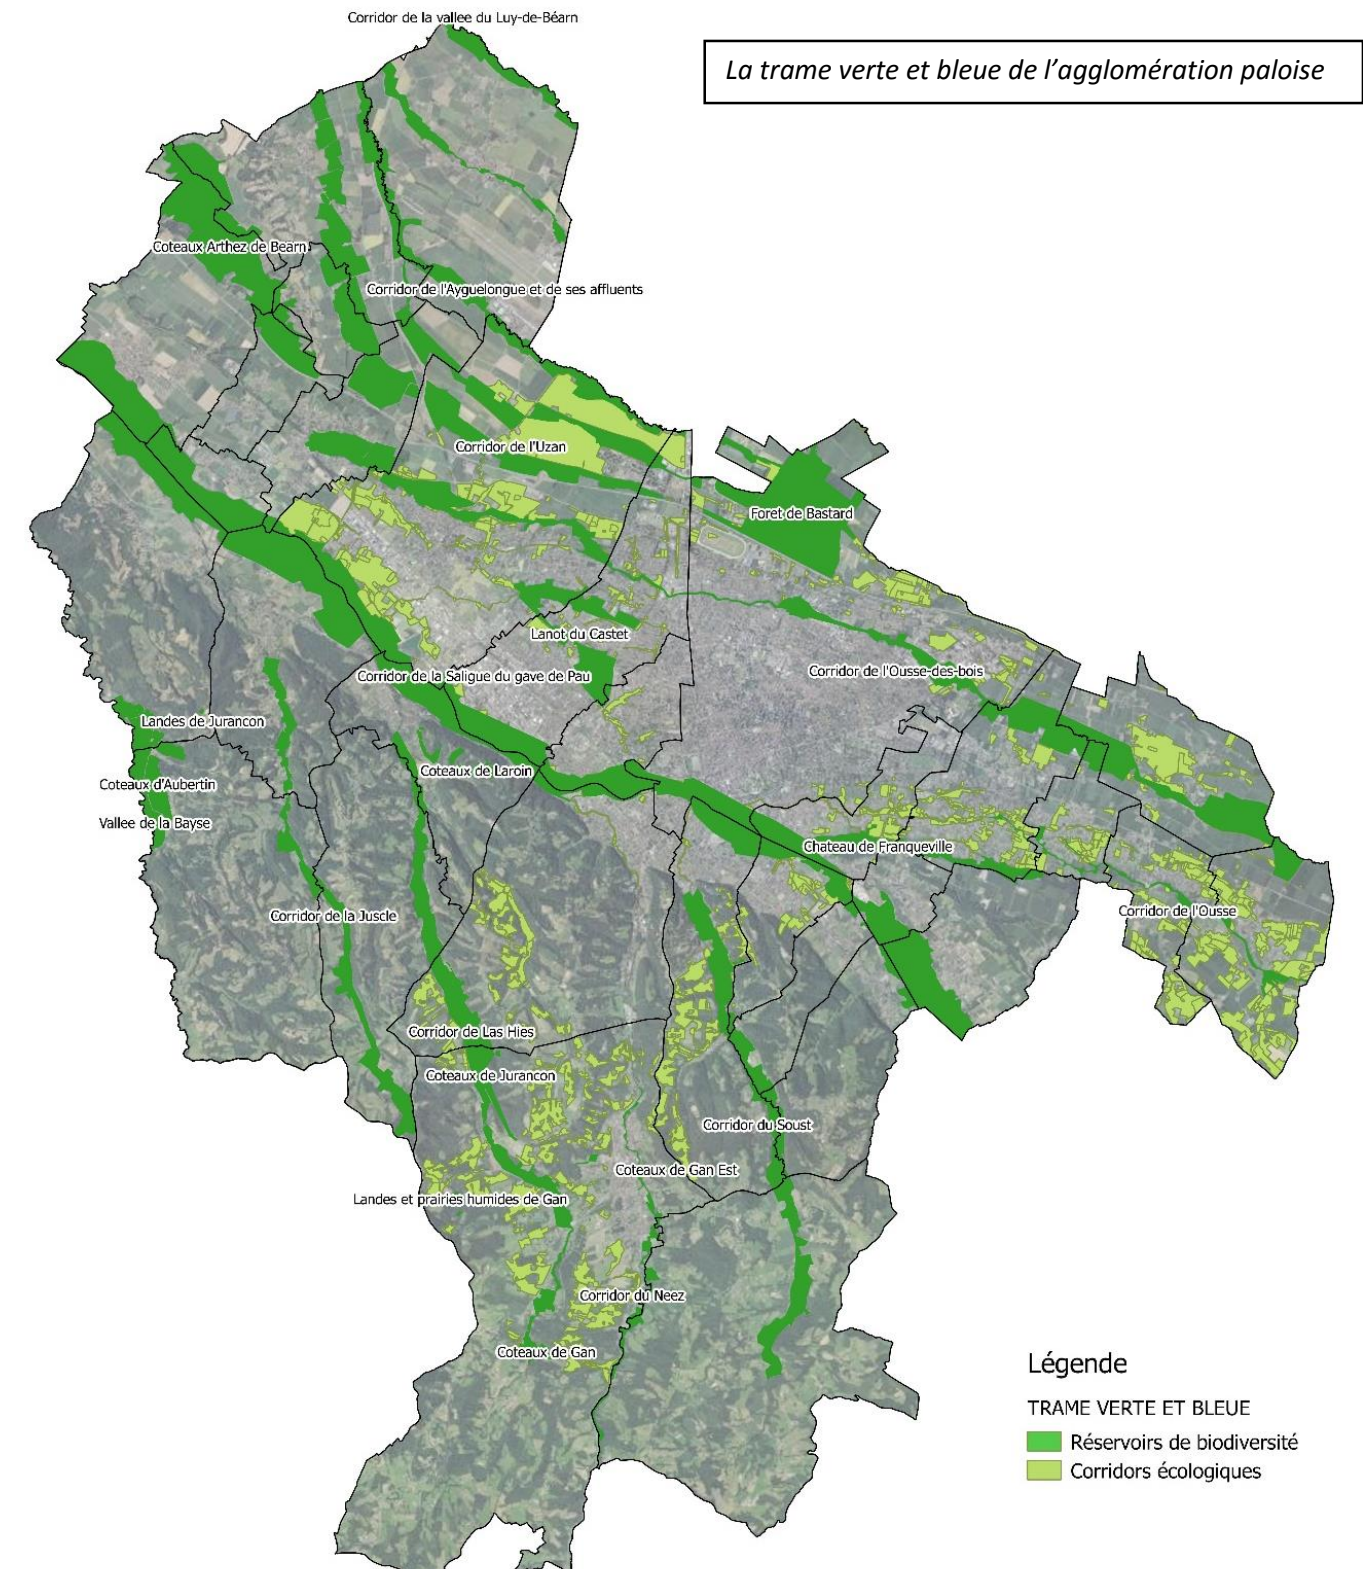 Corridor de la vallee du Luy-de-Béarn
La trame verte et bleue de l'agglomération paloise
Coteaux Arthez de Bearn
Corridor de l'Ayguelongue et de ses affluents
Corridor de l'Uzan
Foret de Bastard
Lanot du Castet
Corridor de la Saligue du gave de Pau
Corridor de l'Ousse-des-bois
Landes de Jurancon
Coteaux de Laroin
Coteaux d'Aubertin
Vallee de la Bayse
Chateau de Franqueville
Corridor de la Juscle
Corridor de l'Ousse
Corridor de Las Hies
Coteaux de Jurancon
Corridor du Soust
Coteaux de Gan Est
Landes et prairies humides de Gan
Corridor du Neez
Coteaux de Gan
Légende
TRAME VERTE ET BLEUE
Réservoirs de biodiversité
Corridors écologiques